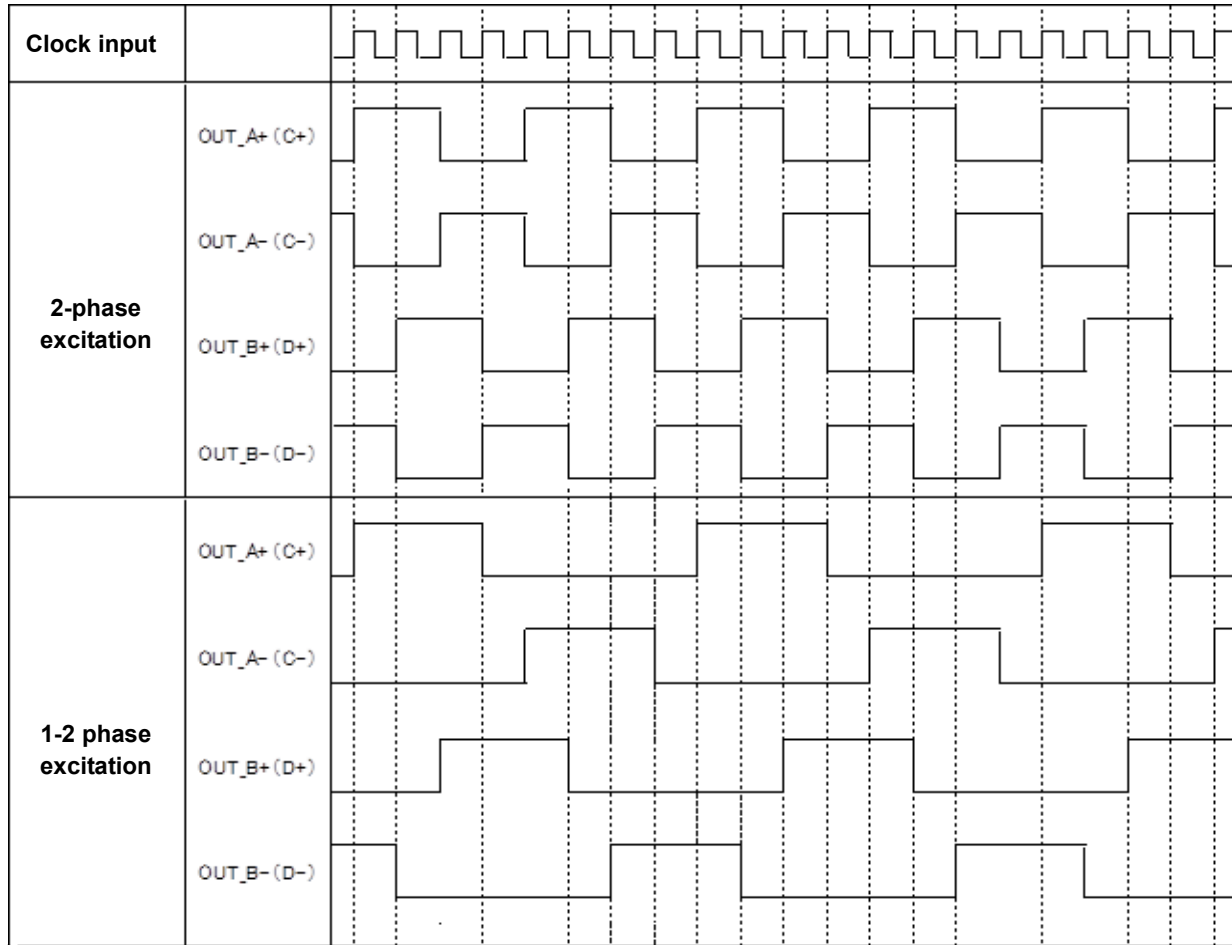 Clock input
2-phase
excitation
OUT_A+(C+)
OUT_A-(C-)
OUT_B+(D+)
OUT_B-(D-)
1-2 phase
excitation
OUT_A+(C+)
OUT_A-(C-)
OUT_B+(D+)
OUT_B-(D-)